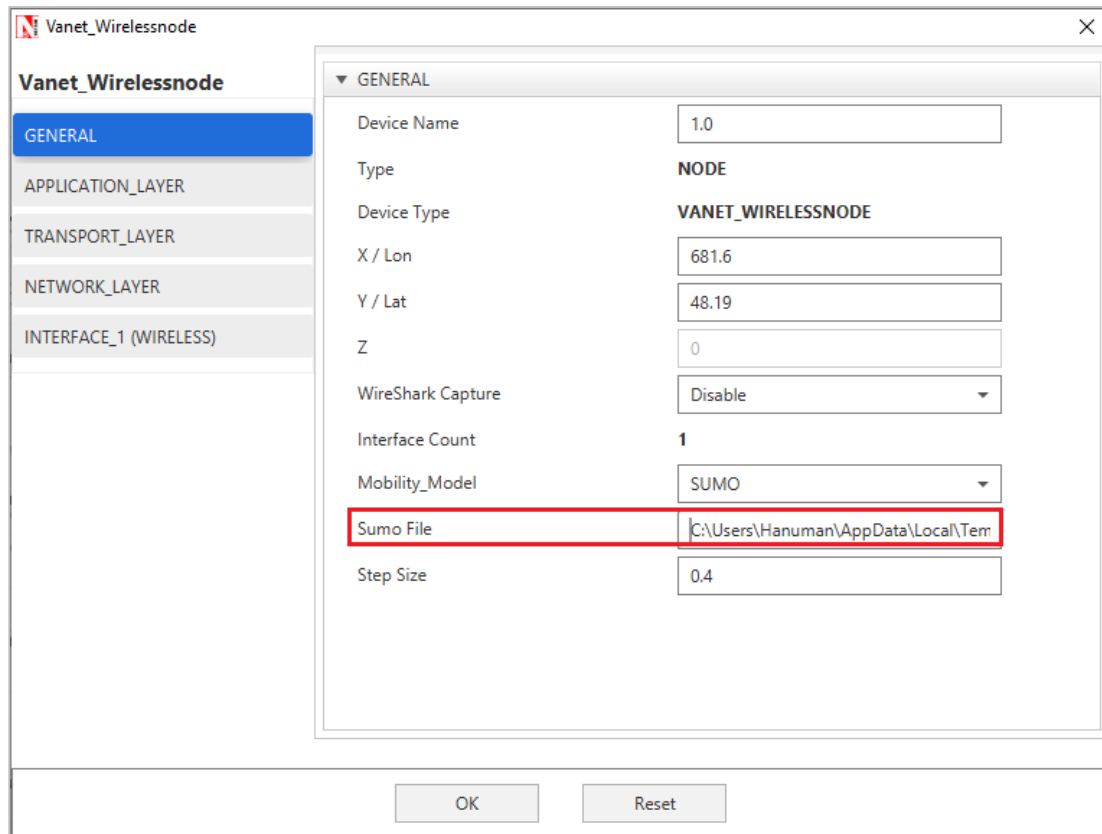 Vanet_Wirelessnode
Vanet_Wirelessnode
GENERAL
APPLICATION_LAYER
TRANSPORT_LAYER
NETWORK_LAYER
INTERFACE_1 (WIRELESS)
GENERAL
Device Name 1.0
Type NODE
Device Type VANET_WIRELESSNODE
X / Lon 681.6
Y / Lat 48.19
Z 0
WireShark Capture Disable
Interface Count 1
Mobility_Model SUMO
Sumo File C:\Users\Hanuman\AppData\Local\Tem
Step Size 0.4
OK Reset